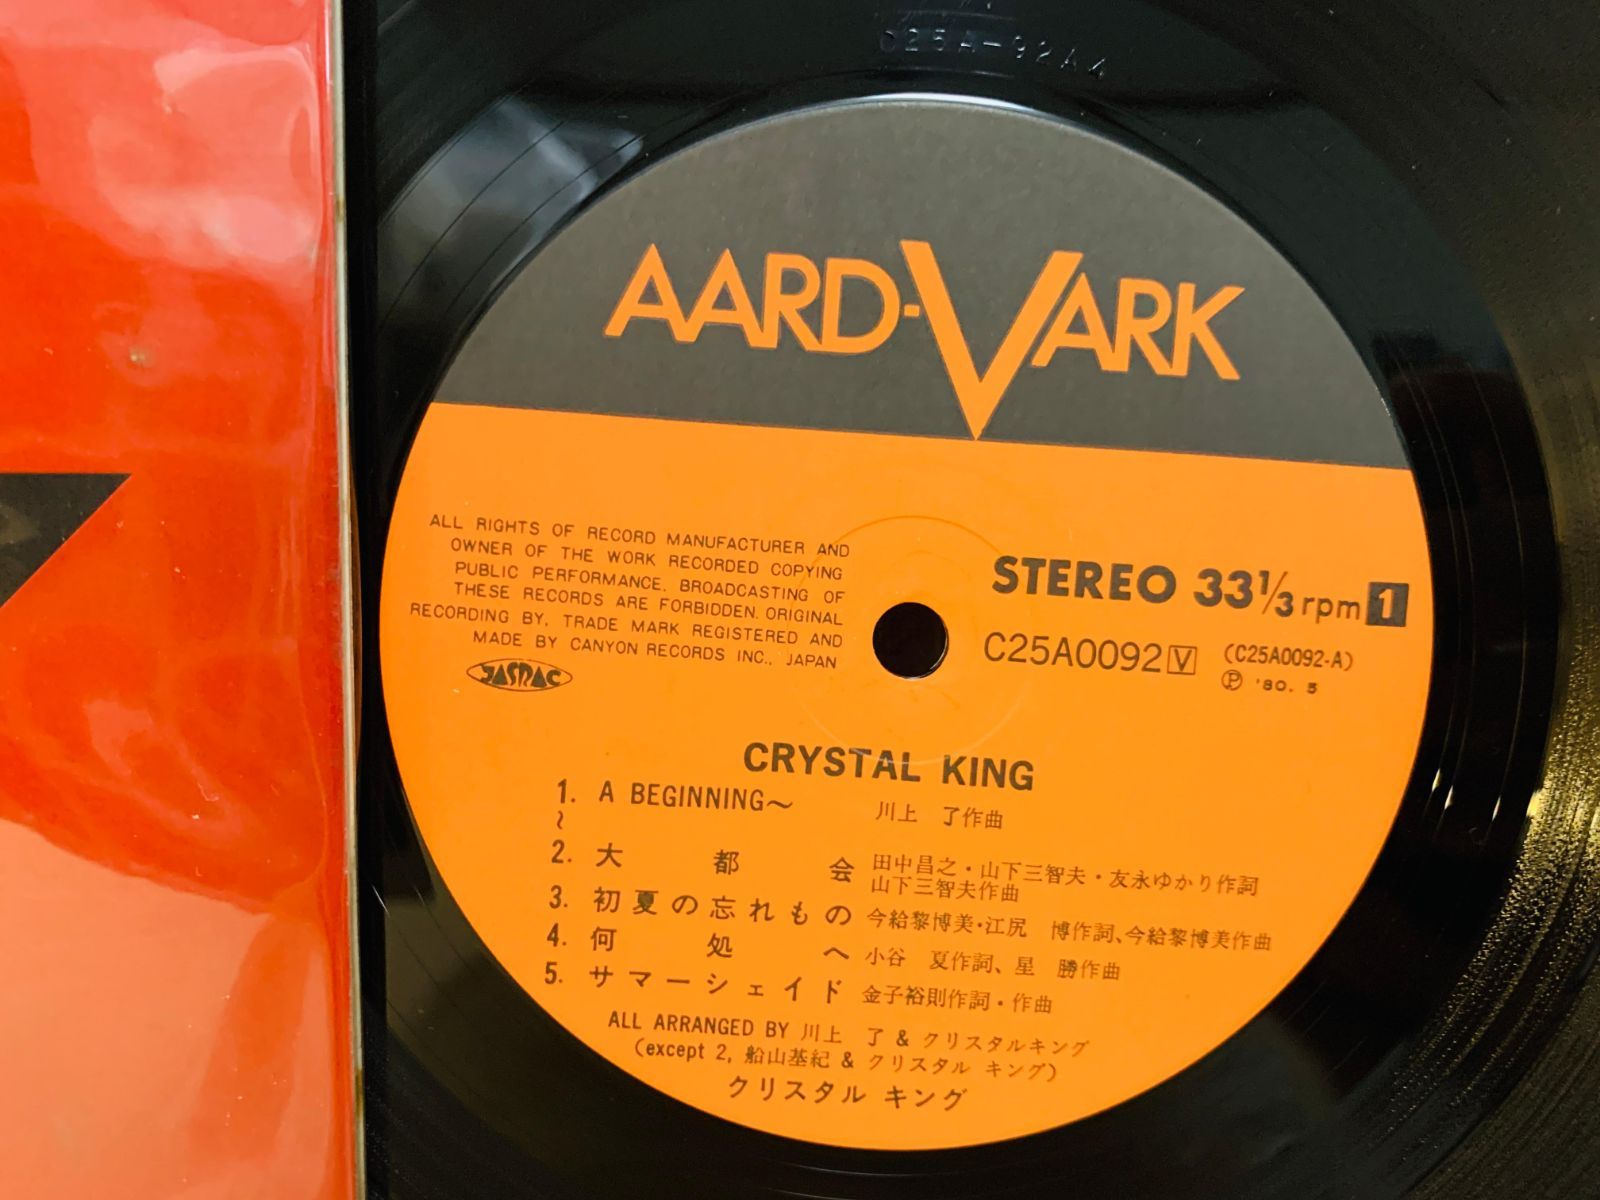 C25A-92A4
AARD-VARK
ALL RIGHTS OF RECORD MANUFACTURER AND
OWNER OF THE WORK RECORDED COPYING
PUBLIC PERFORMANCE, BROADCASTING OF
THESE RECORDS ARE FORBIDDEN. ORIGINAL
RECORDING BY, TRADE MARK REGISTERED AND
MADE BY CANYON RECORDS INC., JAPAN
JASRAC
STEREO 33⅓rpm 1
C25A0092 V (C25A0092-A)
Ⓟ '80. 5
CRYSTAL KING
1. A BEGINNING〜 川上 了作曲
〜
2. 大都会 田中昌之・山下三智夫・友永ゆかり作詞
山下三智夫作曲
3. 初夏の忘れもの 今給黎博美・江尻 博作詞、今給黎博美作曲
4. 何処へ 小谷 夏作詞、星 勝作曲
5. サマーシェイド 金子裕則作詞・作曲
ALL ARRANGED BY 川上 了 & クリスタルキング
(except 2, 船山基紀 & クリスタル キング)
クリスタル キング